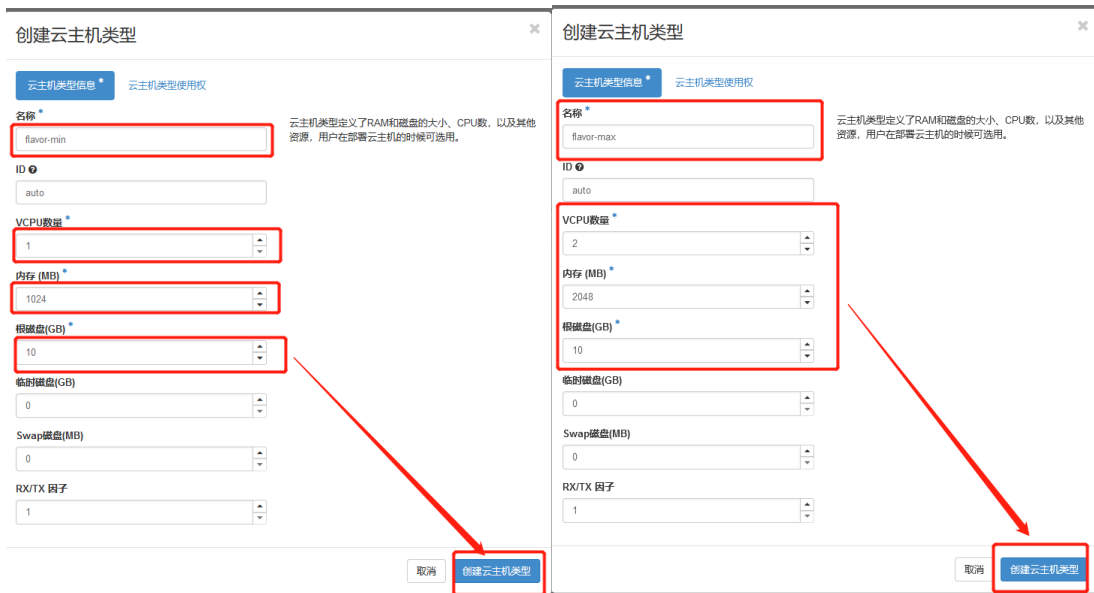 创建云主机类型
×
云主机类型信息 *
云主机类型使用权
名称 *
flavor-min
云主机类型定义了RAM和磁盘的大小、CPU数，以及其他
资源，用户在部署云主机的时候可选用。
ID
auto
VCPU数量 *
1
内存 (MB) *
1024
根磁盘(GB) *
10
临时磁盘(GB)
0
Swap磁盘(MB)
0
RX/TX 因子
1
取消
创建云主机类型
创建云主机类型
×
云主机类型信息 *
云主机类型使用权
名称 *
flavor-max
云主机类型定义了RAM和磁盘的大小、CPU数，以及其他
资源，用户在部署云主机的时候可选用。
ID
auto
VCPU数量 *
2
内存 (MB) *
2048
根磁盘(GB) *
10
临时磁盘(GB)
0
Swap磁盘(MB)
0
RX/TX 因子
1
取消
创建云主机类型